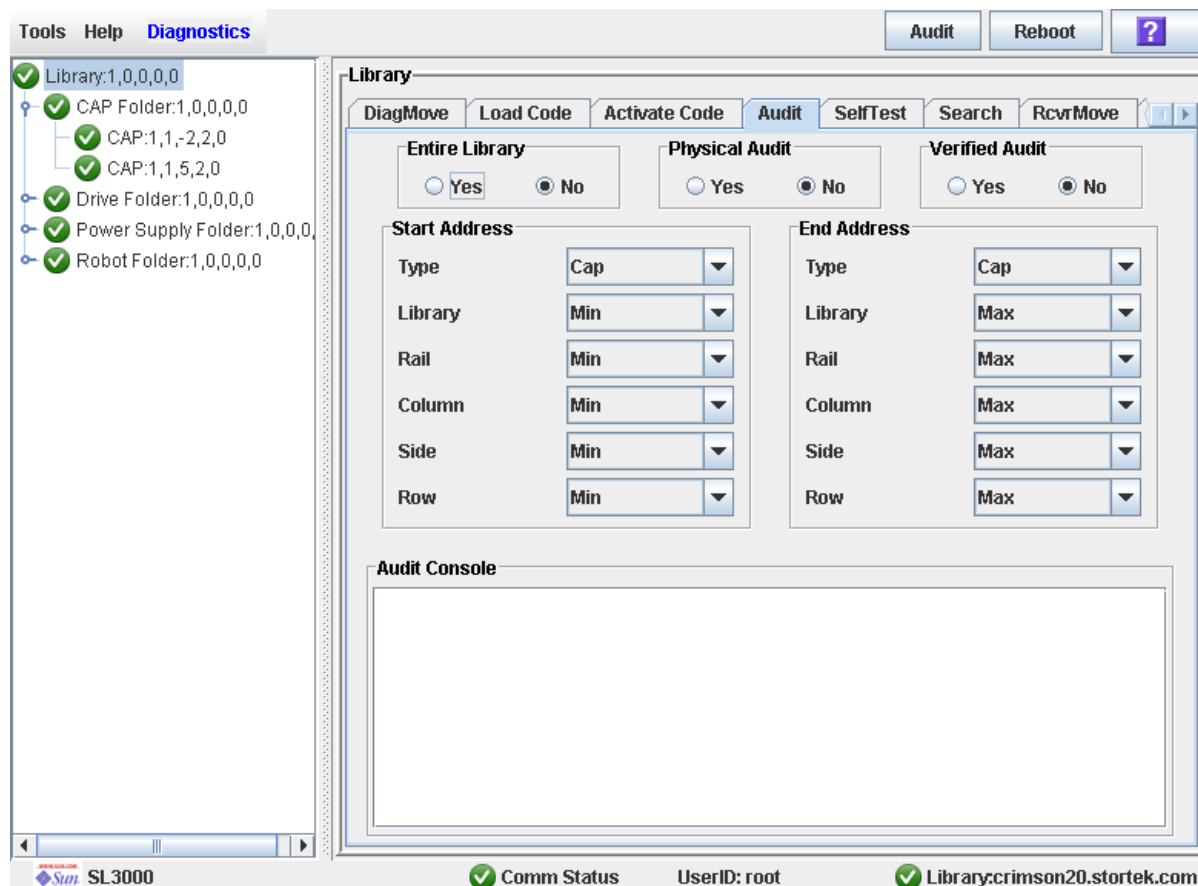 Tools Help Diagnostics
Audit Reboot ?
Library:1,0,0,0,0
CAP Folder:1,0,0,0,0
CAP:1,1,-2,2,0
CAP:1,1,5,2,0
Drive Folder:1,0,0,0,0
Power Supply Folder:1,0,0,0,
Robot Folder:1,0,0,0,0
Library
DiagMove Load Code Activate Code Audit SelfTest Search RcvrMove
Entire Library Physical Audit Verified Audit
Yes No Yes No Yes No
Start Address End Address
Type Cap Type Cap
Library Min Library Max
Rail Min Rail Max
Column Min Column Max
Side Min Side Max
Row Min Row Max
Audit Console
Sun SL3000 Comm Status UserID: root Library:crimson20.stortek.com